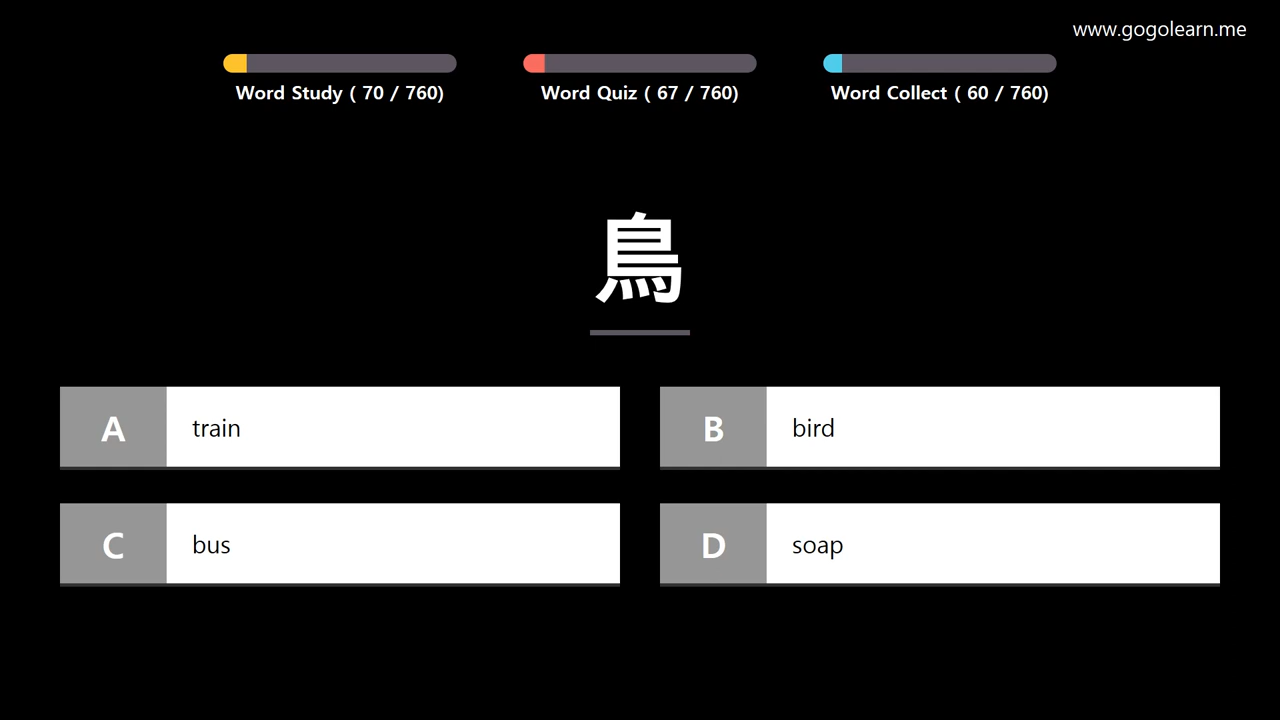 www.gogolearn.me
Word Study ( 70 / 760)
Word Quiz ( 67 / 760)
Word Collect ( 60 / 760)
鳥
A train
B bird
C bus
D soap